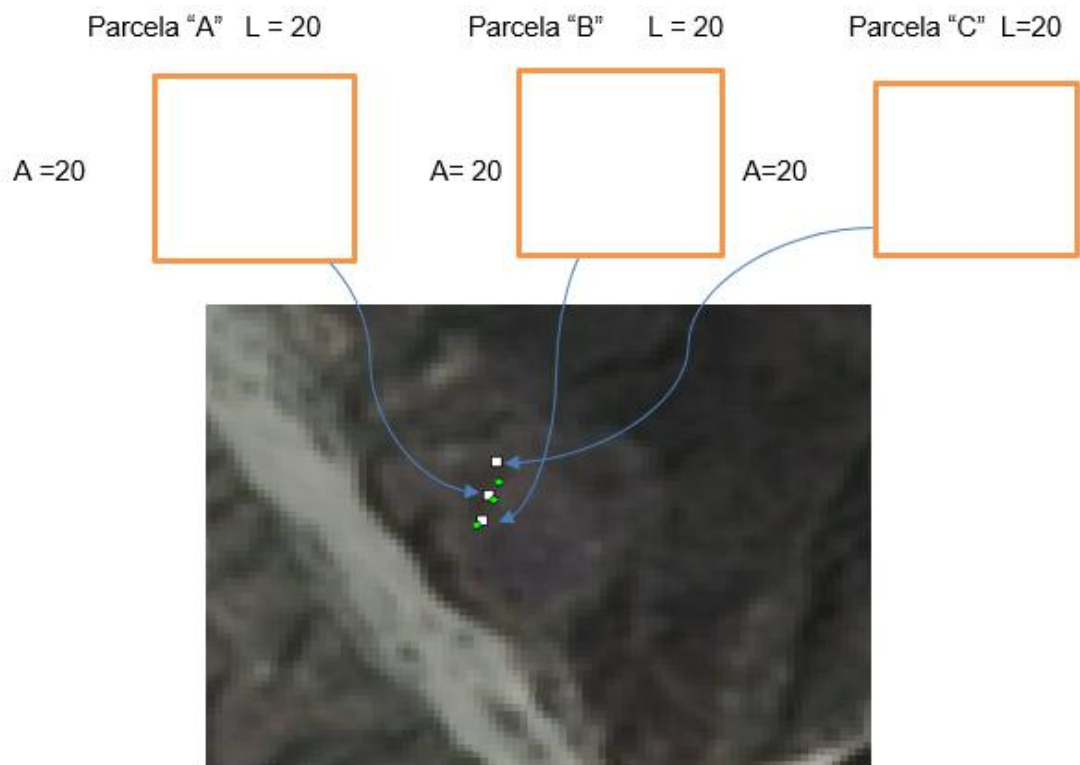 Parcela “A” L = 20 Parcela “B” L = 20 Parcela “C” L=20
A =20 A= 20 A=20